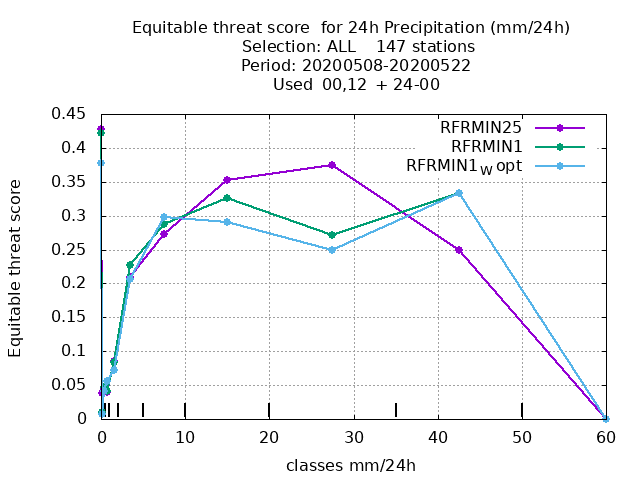 Equitable threat score  for 24h Precipitation (mm/24h)
Selection: ALL    147 stations
Period: 20200508-20200522
Used  00,12  + 24-00
RFRMIN25
RFRMIN1
RFRMIN1W opt
Equitable threat score
0.45
0.4
0.35
0.3
0.25
0.2
0.15
0.1
0.05
0
0 10 20 30 40 50 60
classes mm/24h